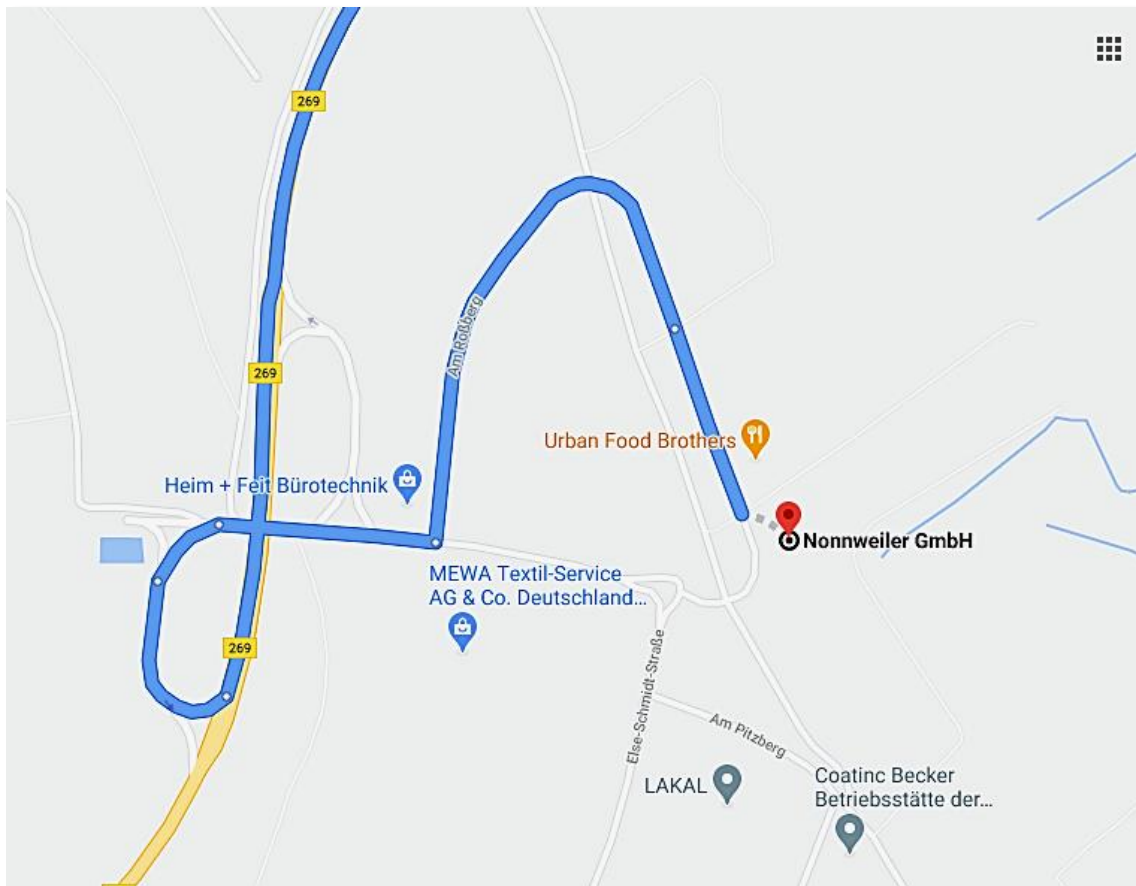 269
Am Roßberg
269
Urban Food Brothers
Heim + Feit Bürotechnik
Nonnweiler GmbH
MEWA Textil-Service
AG & Co. Deutschland...
269
Else-Schmidt-Straße
Am Pitzberg
LAKAL
Coatinc Becker
Betriebsstätte der...